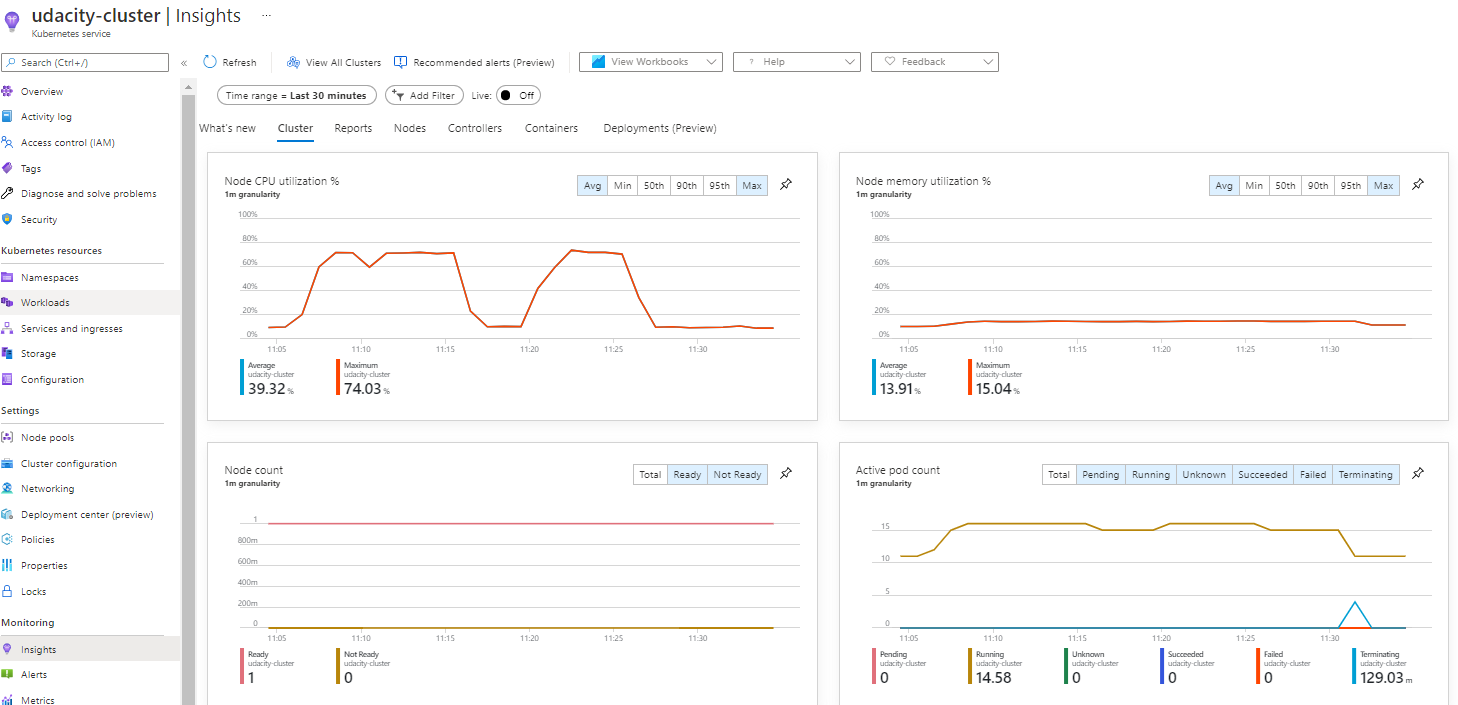 udacity-cluster | Insights ...
Kubernetes service
Search (Ctrl+/)
«
Refresh
View All Clusters
Recommended alerts (Preview)
View Workbooks
? Help
Feedback
Overview
Activity log
Access control (IAM)
Tags
Diagnose and solve problems
Security
Kubernetes resources
Namespaces
Workloads
Services and ingresses
Storage
Configuration
Settings
Node pools
Cluster configuration
Networking
Deployment center (preview)
Policies
Properties
Locks
Monitoring
Insights
Alerts
Metrics
Time range = Last 30 minutes
Add Filter
Live: Off
What's new Cluster Reports Nodes Controllers Containers Deployments (Preview)
Node CPU utilization %
1m granularity
Avg Min 50th 90th 95th Max
100%
80%
60%
40%
20%
0%
11:05 11:10 11:15 11:20 11:25 11:30
Average
udacity-cluster
39.32 %
Maximum
udacity-cluster
74.03 %
Node memory utilization %
1m granularity
Avg Min 50th 90th 95th Max
100%
80%
60%
40%
20%
0%
11:05 11:10 11:15 11:20 11:25 11:30
Average
udacity-cluster
13.91 %
Maximum
udacity-cluster
15.04 %
Node count
1m granularity
Total Ready Not Ready
1
800m
600m
400m
200m
0
11:05 11:10 11:15 11:20 11:25 11:30
Ready
udacity-cluster
1
Not Ready
udacity-cluster
0
Active pod count
1m granularity
Total Pending Running Unknown Succeeded Failed Terminating
15
10
5
0
11:05 11:10 11:15 11:20 11:25 11:30
Pending
udacity-cluster
0
Running
udacity-cluster
14.58
Unknown
udacity-cluster
0
Succeeded
udacity-cluster
0
Failed
udacity-cluster
0
Terminating
udacity-cluster
129.03 m